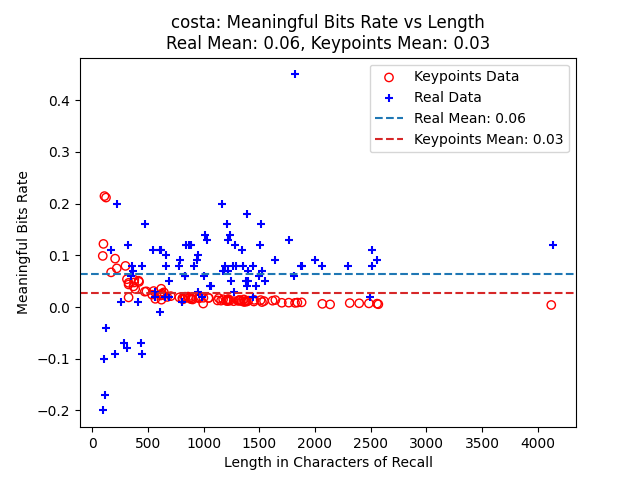 costa: Meaningful Bits Rate vs Length
Real Mean: 0.06, Keypoints Mean: 0.03
Keypoints Data
Real Data
Real Mean: 0.06
Keypoints Mean: 0.03
Meaningful Bits Rate
0.4
0.3
0.2
0.1
0.0
−0.1
−0.2
0 500 1000 1500 2000 2500 3000 3500 4000
Length in Characters of Recall